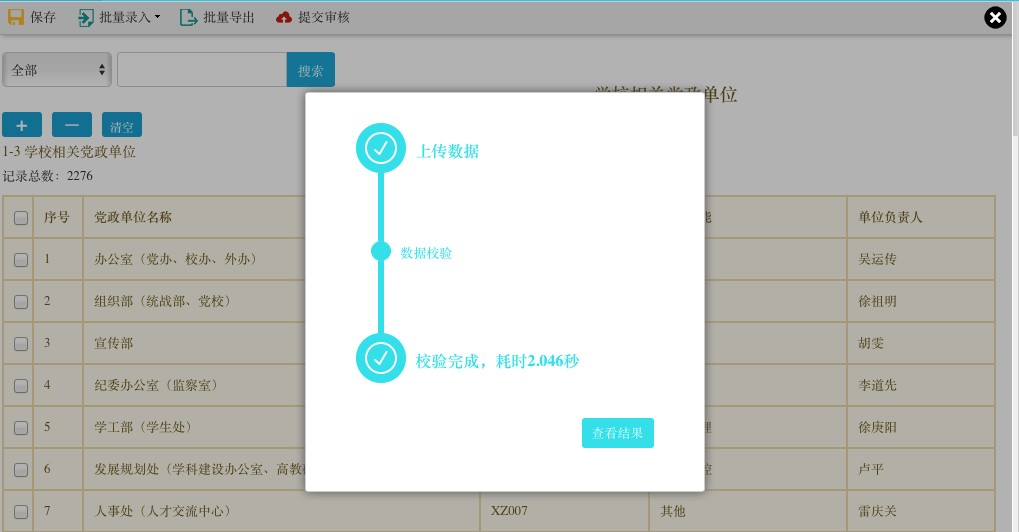 保存 批量录入 批量导出 提交审核
全部 搜索
清空
1-3 学校相关党政单位
记录总数：2276
序号 党政单位名称 单位负责人
1 办公室（党办、校办、外办） 吴运传
2 组织部（统战部、党校） 徐祖明
3 宣传部 胡雯
4 纪委办公室（监察室） 李道先
5 学工部（学生处） 徐庚阳
6 发展规划处（学科建设办公室、高教 卢平
7 人事处（人才交流中心） XZ007 其他 雷庆关
上传数据
数据校验
校验完成，耗时2.046秒
查看结果